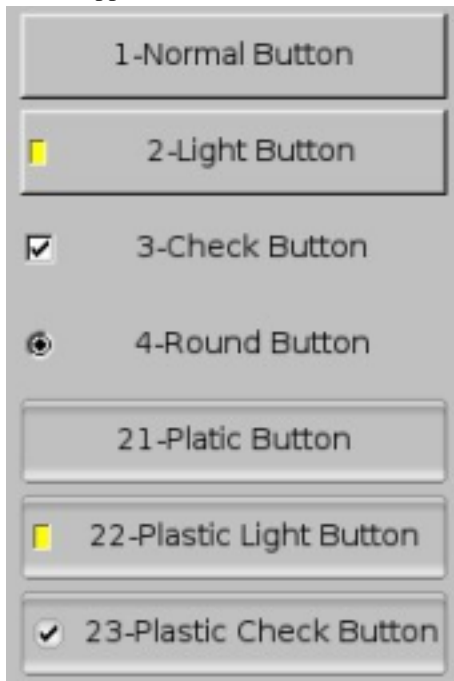 1-Normal Button
2-Light Button
3-Check Button
4-Round Button
21-Platic Button
22-Plastic Light Button
23-Plastic Check Button